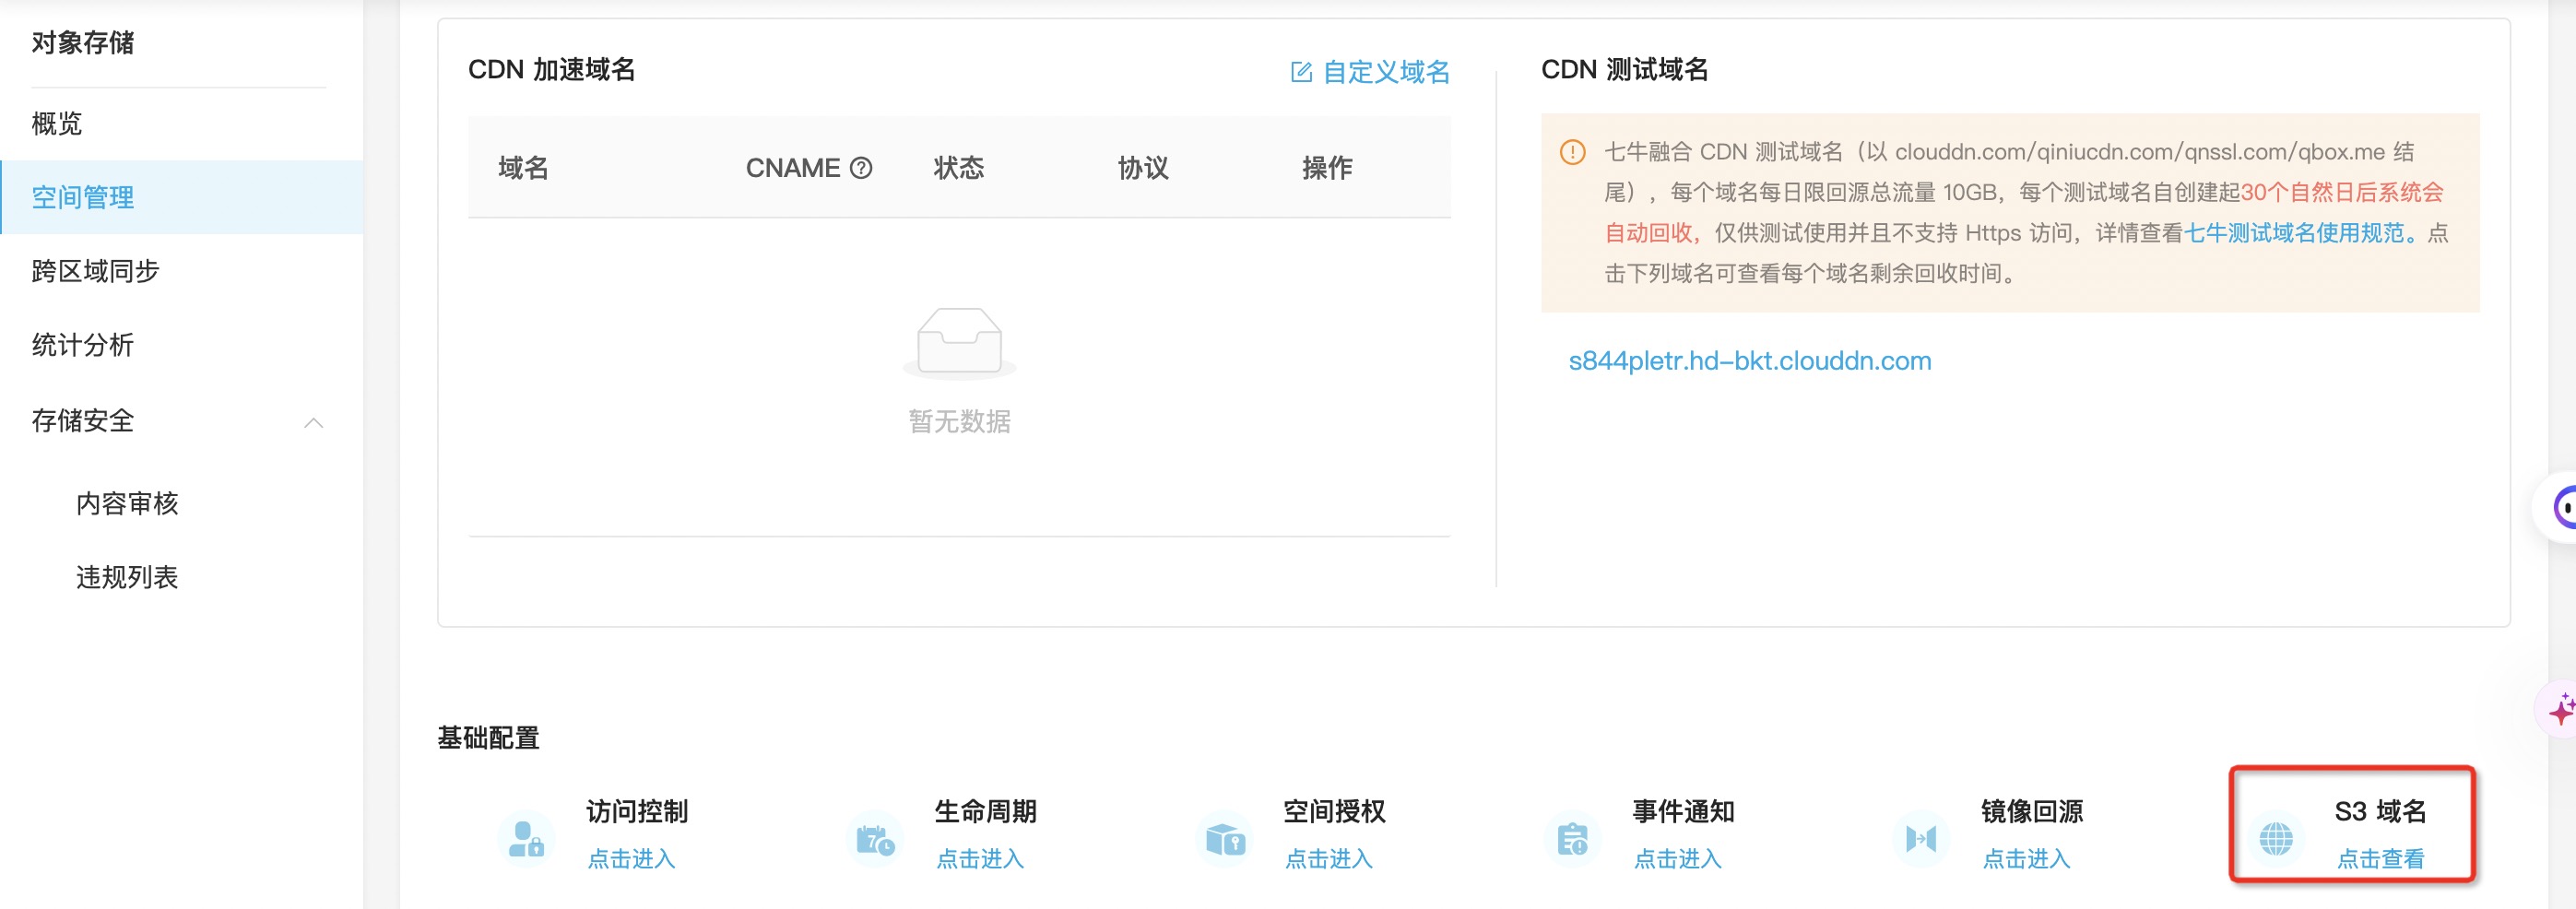 对象存储
概览
空间管理
跨区域同步
统计分析
存储安全
内容审核
违规列表
CDN 加速域名
自定义域名
域名 CNAME 状态 协议 操作
暂无数据
CDN 测试域名
七牛融合 CDN 测试域名（以 clouddn.com/qiniucdn.com/qnssl.com/qbox.me 结
尾），每个域名每日限回源总流量 10GB，每个测试域名自创建起30个自然日后系统会
自动回收，仅供测试使用并且不支持 Https 访问，详情查看七牛测试域名使用规范。点
击下列域名可查看每个域名剩余回收时间。
s844pletr.hd-bkt.clouddn.com
基础配置
访问控制
点击进入
生命周期
点击进入
空间授权
点击进入
事件通知
点击进入
镜像回源
点击进入
S3 域名
点击查看